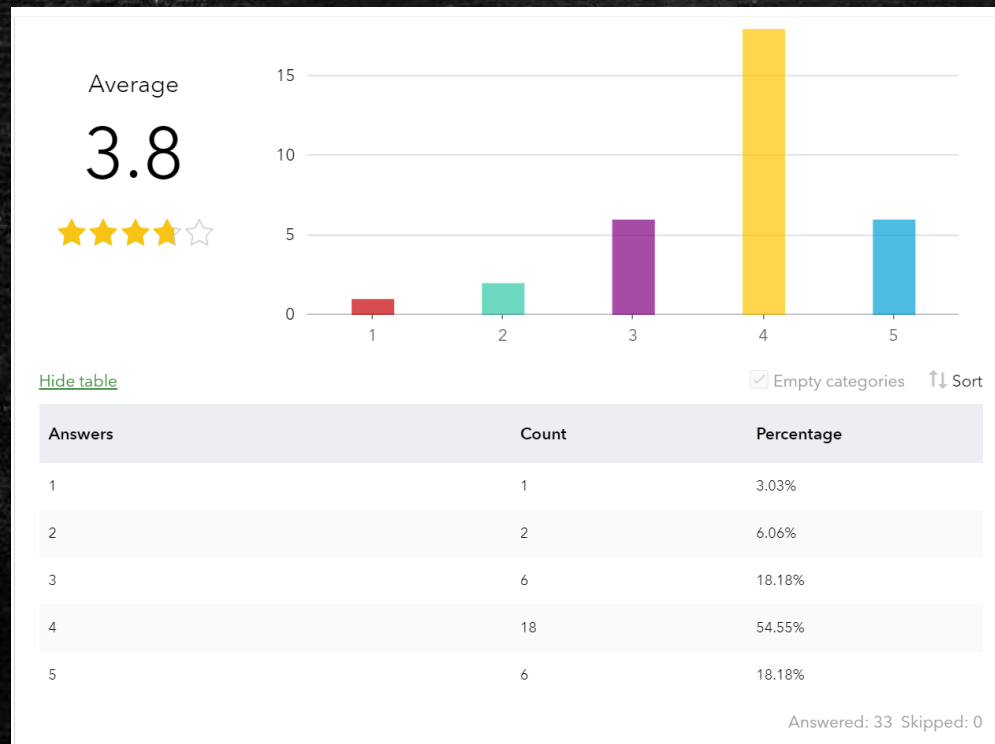 Average
3.8
15
10
5
0
1 2 3 4 5
Hide table
Empty categories Sort
Answers Count Percentage
1 1 3.03%
2 2 6.06%
3 6 18.18%
4 18 54.55%
5 6 18.18%
Answered: 33 Skipped: 0